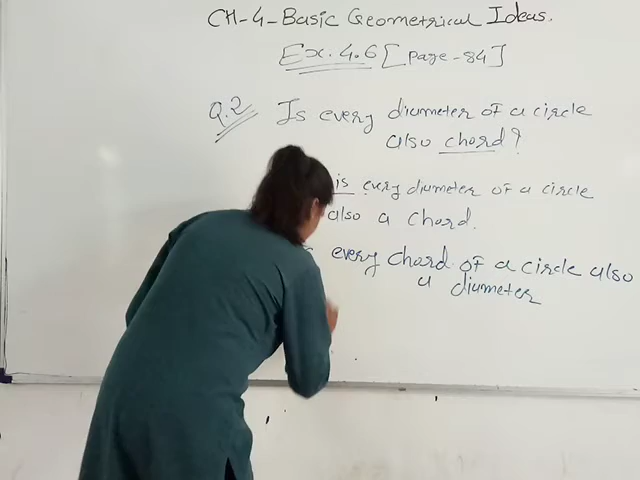 CH-4-Basic Geometrical Ideas.
Ex. 4.6 [Page-84]
Q.2 Is every diameter of a circle
also chord?
is every diameter of a circle
also a chord.
every chord of a circle also
a diameter